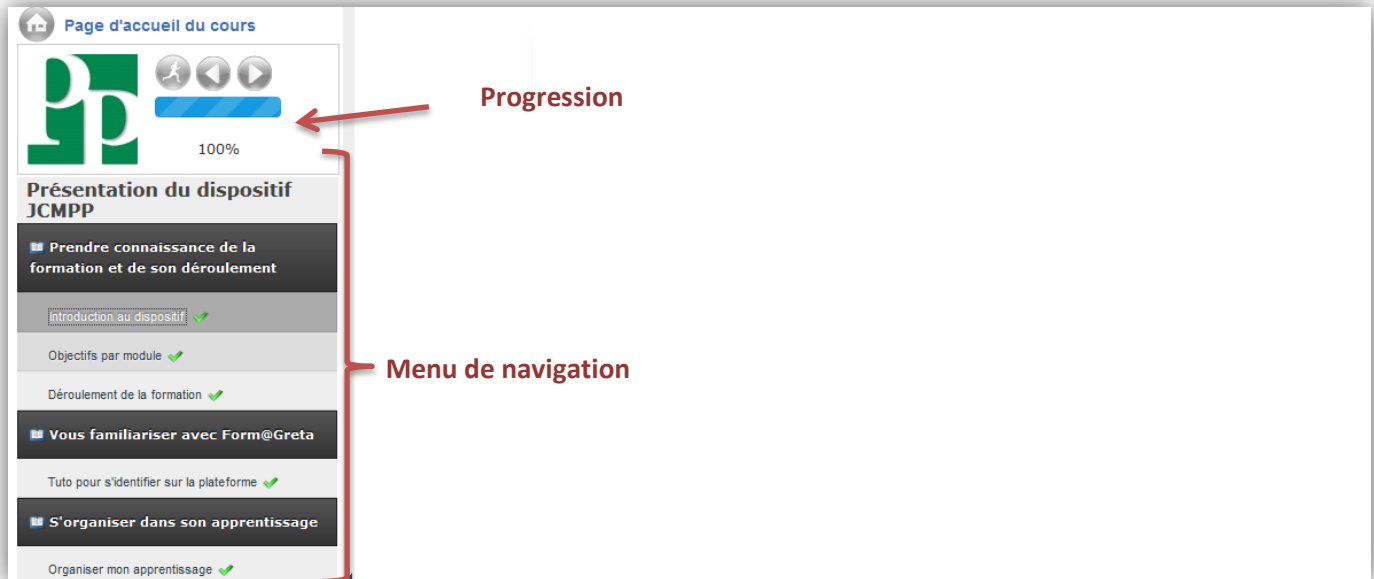 Page d'accueil du cours
Progression
100%
Présentation du dispositif
JCMPP
Prendre connaissance de la
formation et de son déroulement
Introduction au dispositif
Objectifs par module
Menu de navigation
Déroulement de la formation
Vous familiariser avec Form@Greta
Tuto pour s'identifier sur la plateforme
S'organiser dans son apprentissage
Organiser mon apprentissage